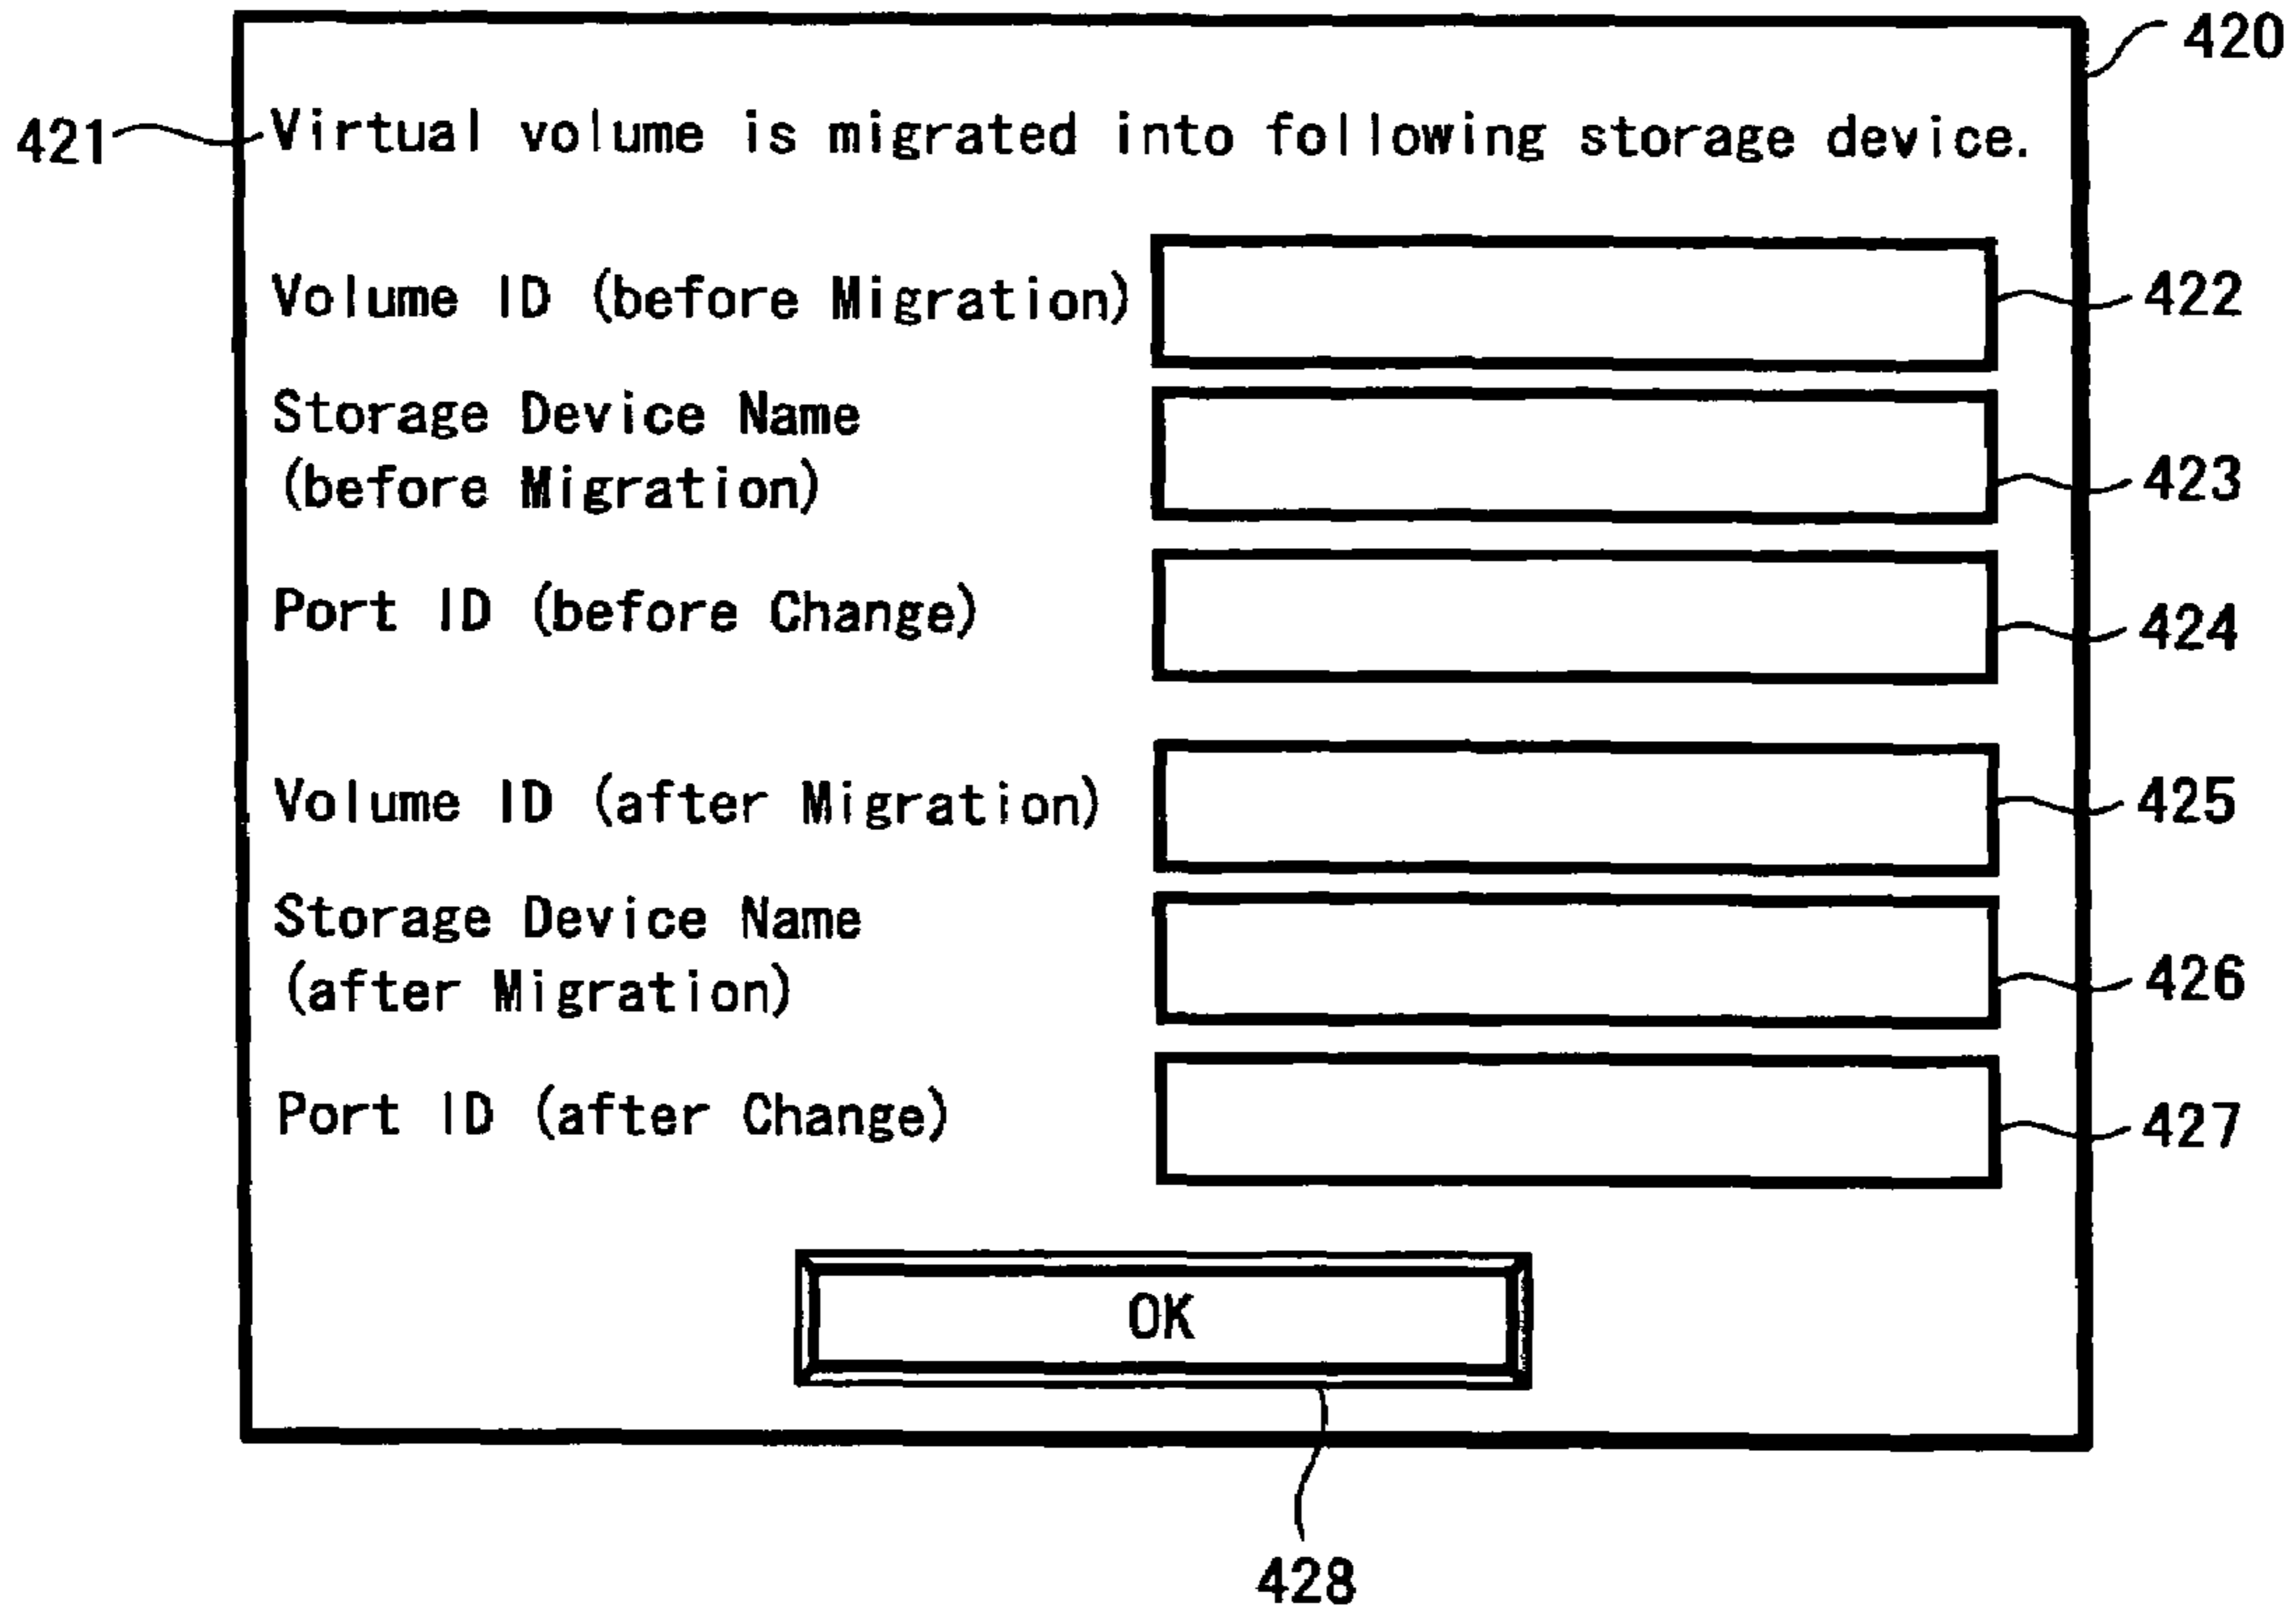 420
421 Virtual volume is migrated into following storage device.
Volume ID (before Migration) 422
Storage Device Name
(before Migration) 423
Port ID (before Change) 424
Volume ID (after Migration) 425
Storage Device Name
(after Migration) 426
Port ID (after Change) 427
OK
428